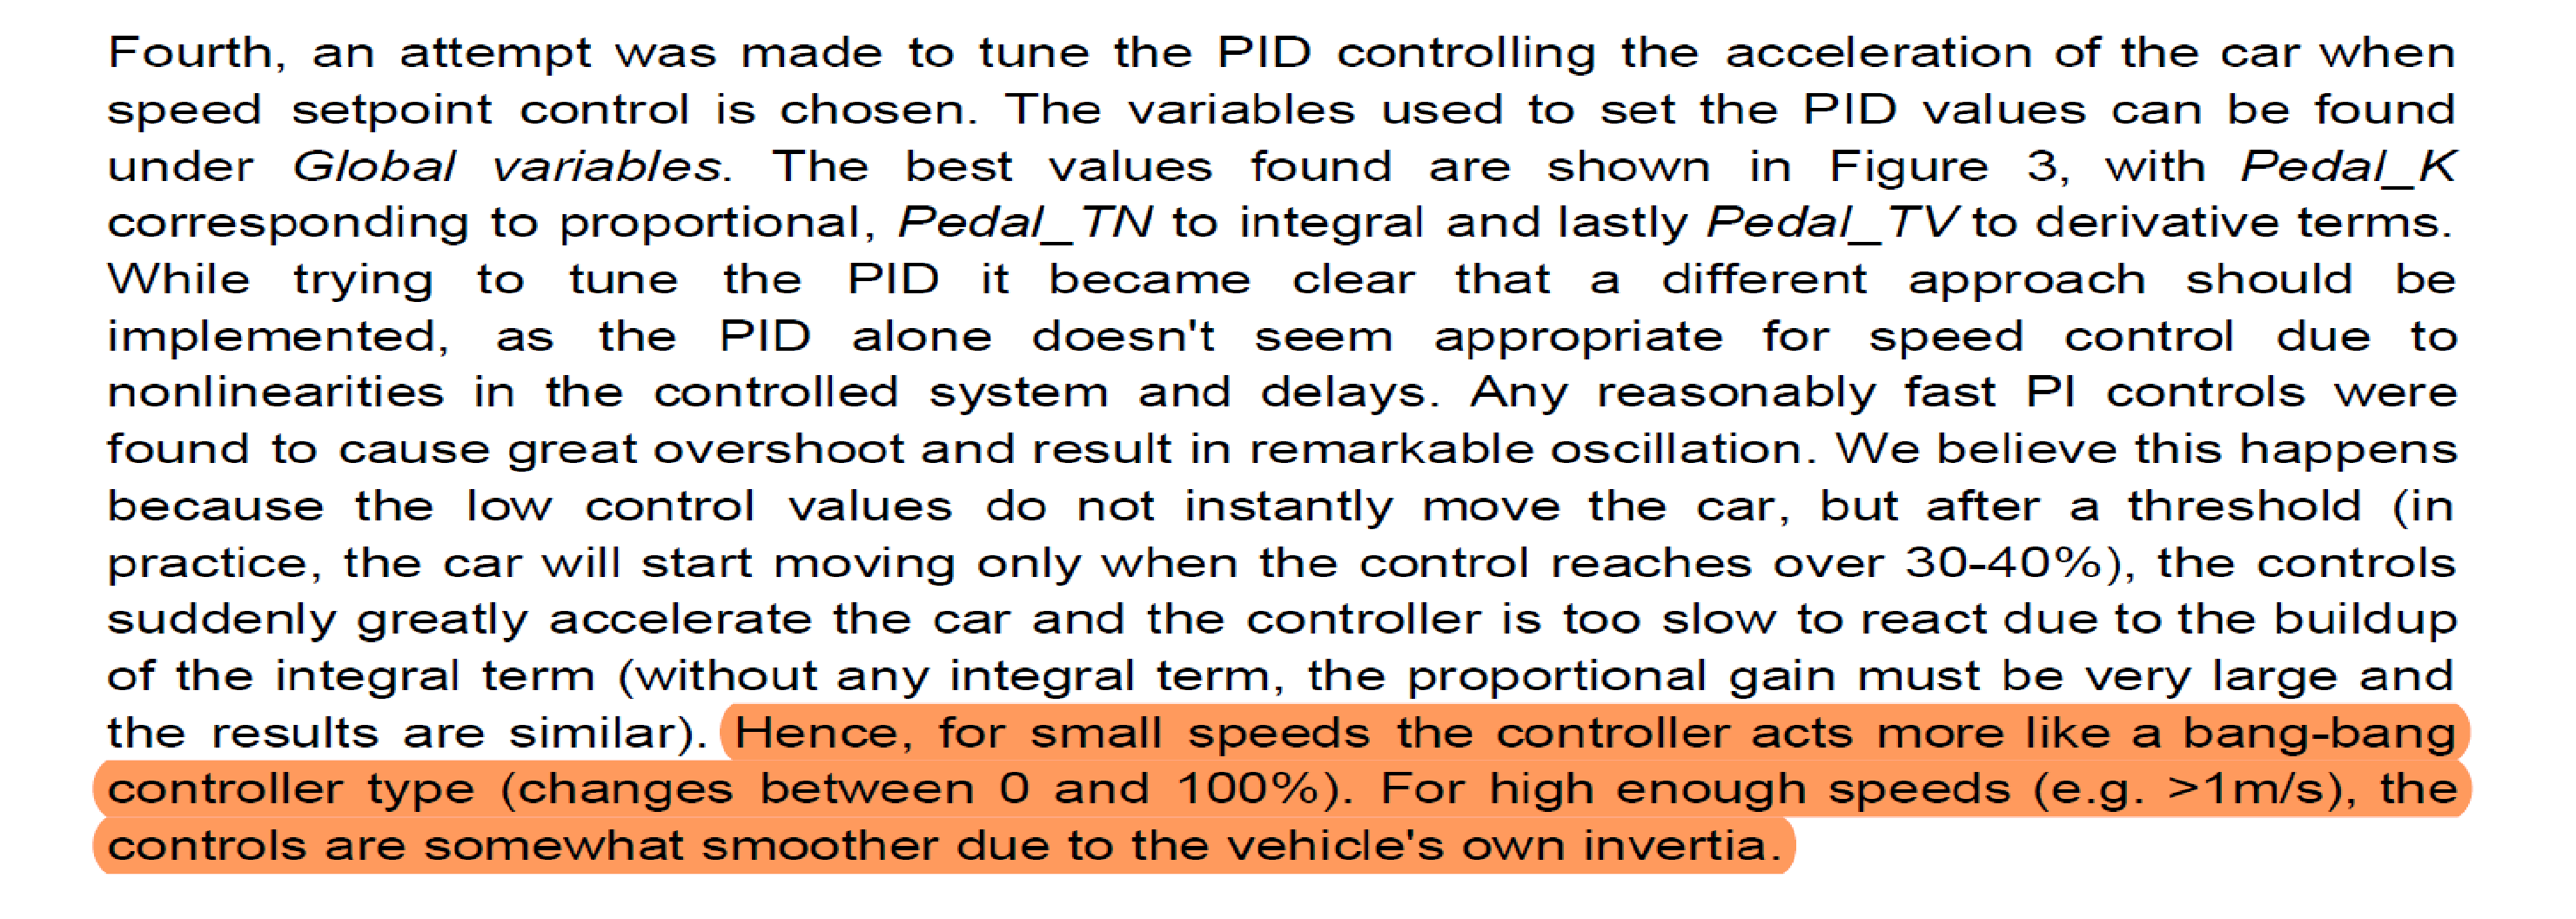 Fourth, an attempt was made to tune the PID controlling the acceleration of the car when
speed setpoint control is chosen. The variables used to set the PID values can be found
under Global variables. The best values found are shown in Figure 3, with Pedal_K
corresponding to proportional, Pedal_TN to integral and lastly Pedal_TV to derivative terms.
While trying to tune the PID it became clear that a different approach should be
implemented, as the PID alone doesn't seem appropriate for speed control due to
nonlinearities in the controlled system and delays. Any reasonably fast PI controls were
found to cause great overshoot and result in remarkable oscillation. We believe this happens
because the low control values do not instantly move the car, but after a threshold (in
practice, the car will start moving only when the control reaches over 30-40%), the controls
suddenly greatly accelerate the car and the controller is too slow to react due to the buildup
of the integral term (without any integral term, the proportional gain must be very large and
the results are similar). Hence, for small speeds the controller acts more like a bang-bang
controller type (changes between 0 and 100%). For high enough speeds (e.g. >1m/s), the
controls are somewhat smoother due to the vehicle's own invertia.